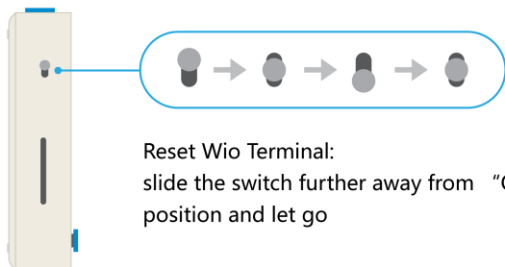 Reset Wio Terminal:
slide the switch further away from
position and let go